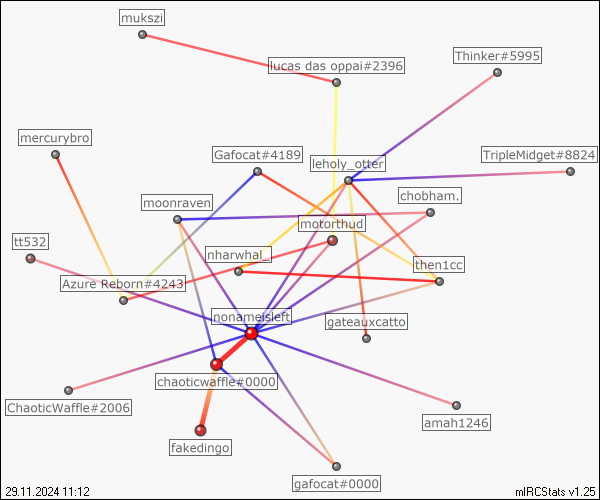 mukszi
Thinker#5995
lucas das oppai#2396
mercurybro
Gafocat#4189
TripleMidget#8824
leholy_otter
chobham.
moonraven
motorthud
tt532
nharwhal_
then1cc
Azure Reborn#4243
nonameisleft
gateauxcatto
chaoticwaffle#0000
ChaoticWaffle#2006
amah1246
fakedingo
gafocat#0000
29.11.2024 11:12
mIRCStats v1.25